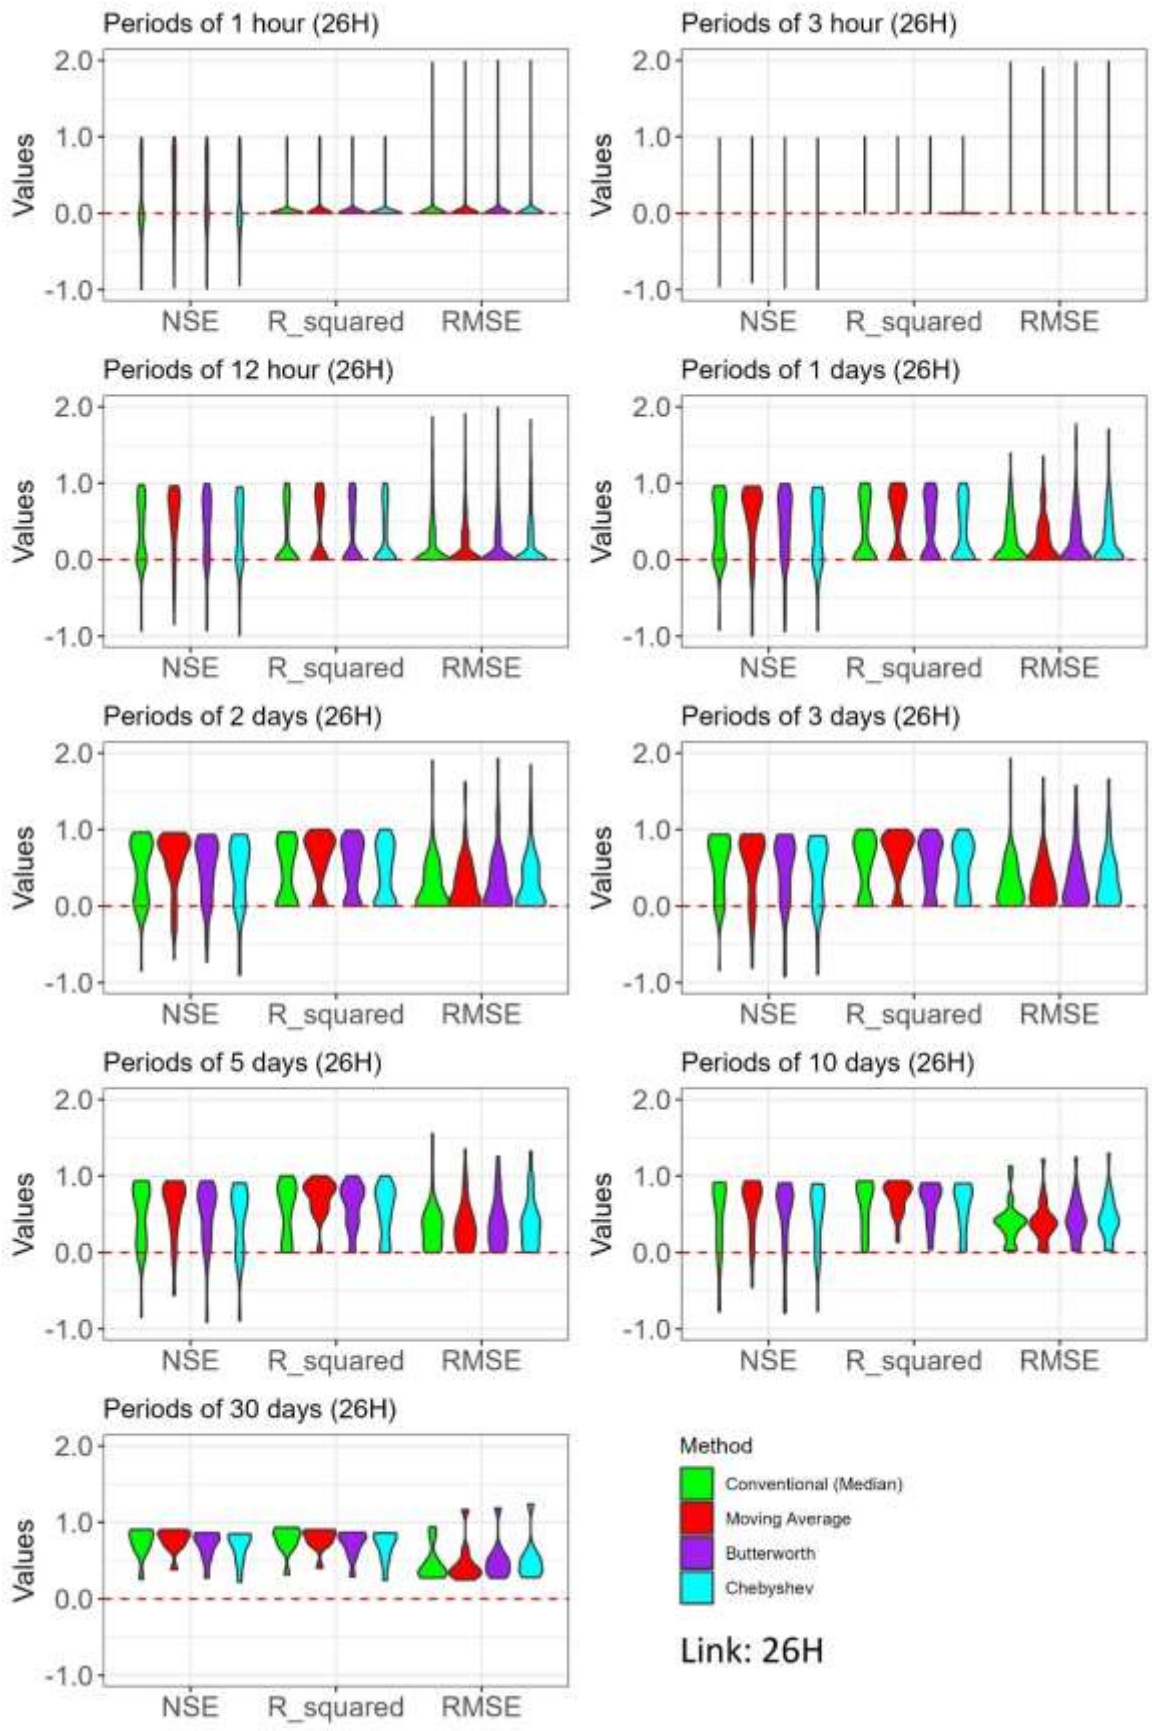 Periods of 1 hour (26H)
Values
2.0
1.0
0.0
-1.0
NSE R_squared RMSE
Periods of 3 hour (26H)
Values
2.0
1.0
0.0
-1.0
NSE R_squared RMSE
Periods of 12 hour (26H)
Values
2.0
1.0
0.0
-1.0
NSE R_squared RMSE
Periods of 1 days (26H)
Values
2.0
1.0
0.0
-1.0
NSE R_squared RMSE
Periods of 2 days (26H)
Values
2.0
1.0
0.0
-1.0
NSE R_squared RMSE
Periods of 3 days (26H)
Values
2.0
1.0
0.0
-1.0
NSE R_squared RMSE
Periods of 5 days (26H)
Values
2.0
1.0
0.0
-1.0
NSE R_squared RMSE
Periods of 10 days (26H)
Values
2.0
1.0
0.0
-1.0
NSE R_squared RMSE
Periods of 30 days (26H)
Values
2.0
1.0
0.0
-1.0
NSE R_squared RMSE
Method
Conventional (Median)
Moving Average
Butterworth
Chebyshev
Link: 26H